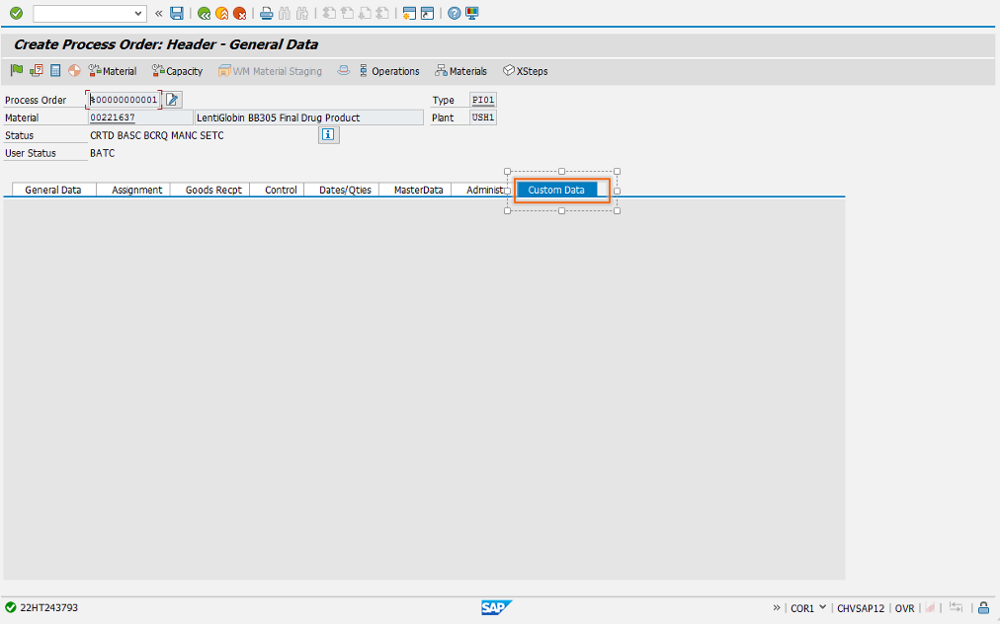 Create Process Order: Header - General Data
Material Capacity WM Material Staging Operations Materials XSteps
Process Order %00000000001 Type PI01
Material 00221637 LentiGlobin BB305 Final Drug Product Plant USH1
Status CRTD BASC BCRQ MANC SETC
User Status BATC
General Data Assignment Goods Recpt Control Dates/Qties MasterData Administ Custom Data
22HT243793 SAP » COR1 CHVSAP12 OVR